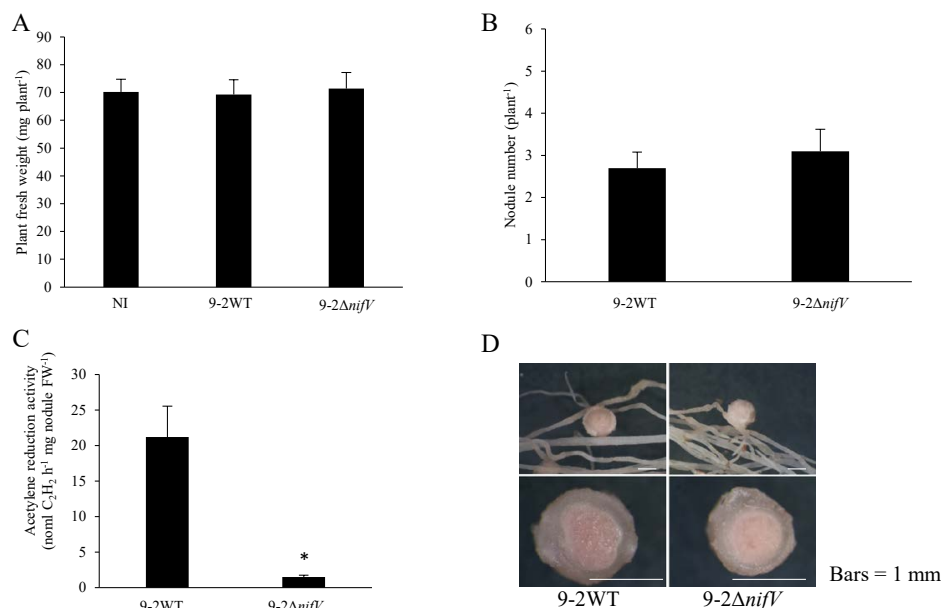 A
Plant fresh weight (mg plant⁻¹)
90
80
70
60
50
40
30
20
10
0
NI 9-2WT 9-2ΔnifV
B
Nodule number (plant⁻¹)
6
5
4
3
2
1
0
9-2WT 9-2ΔnifV
C
Acetylene reduction activity
(noml C₂H₂ h⁻¹ mg nodule FW⁻¹)
30
25
20
15
10
5
0
*
9-2WT 9-2ΔnifV
D
9-2WT 9-2ΔnifV
Bars = 1 mm